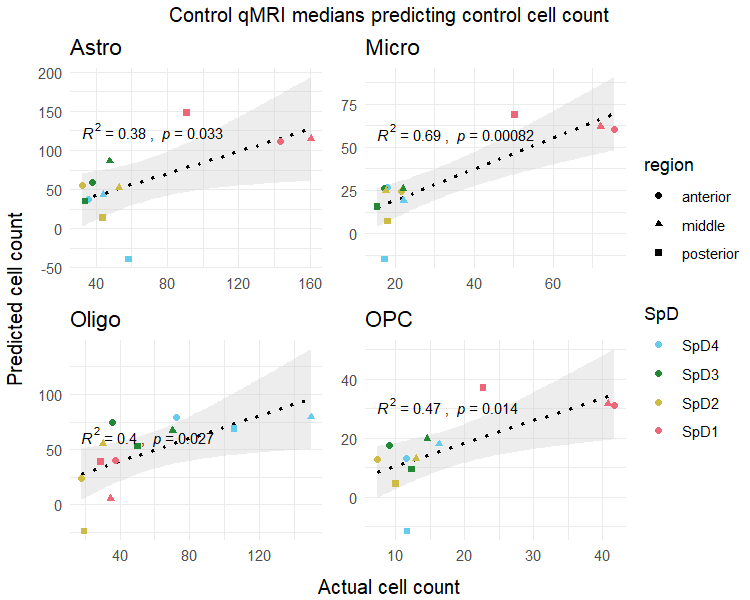 Control qMRI medians predicting control cell count
Astro
Micro
200
150
100
50
0
-50
R2 = 0.38 , p = 0.033
40
80
120
160
75
50
25
0
R2 = 0.69 , p = 0.00082
20
40
60
Oligo
OPC
100
50
0
R2 = 0.4 , p = 0.027
40
80
120
40
20
0
R2 = 0.47 , p = 0.014
10
20
30
40
Predicted cell count
Actual cell count
region
anterior
middle
posterior
SpD
SpD4
SpD3
SpD2
SpD1